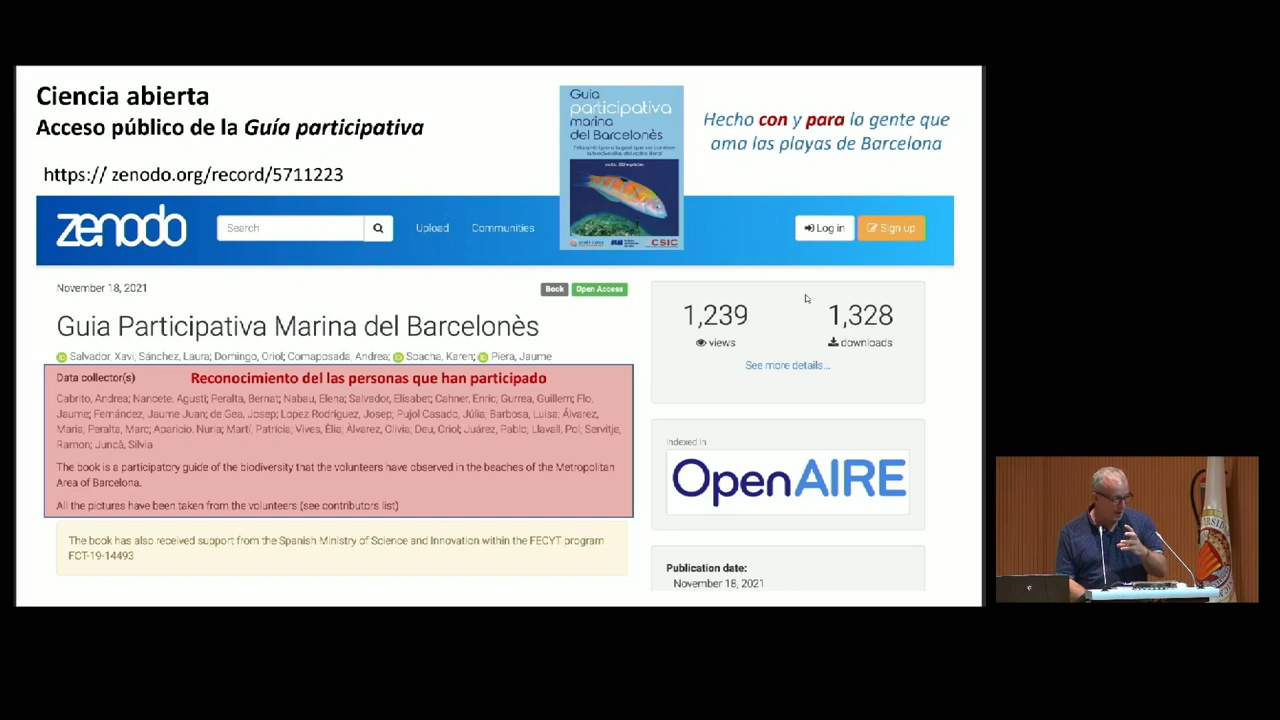 Ciencia abierta
Acceso público de la Guía participativa
https:// zenodo.org/record/5711223
Guia
participativa
marina
del Barcelonès
CSIC
Hecho con y para la gente que
ama las playas de Barcelona
zenodo
Search
Upload
Communities
Log in
Sign up
November 18, 2021
Book
Open Access
Guia Participativa Marina del Barcelonès
Salvador, Xavi; Sánchez, Laura; Domingo, Oriol; Comaposada, Andrea; Soacha, Karen; Piera, Jaume
Data collector(s)
Reconocimiento del las personas que han participado
Cabrito, Andrea; Nancete, Agustí; Peralta, Bernat; Nabau, Elena; Salvador, Elisabet; Cahner, Enric; Gurrea, Guillem; Flo,
Jaume; Fernández, Jaume Juan; de Gea, Josep; Lopez Rodríguez, Josep; Pujol Casado, Júlia; Barbosa, Luisa; Álvarez,
Maria; Peralta, Marc; Aparicio, Nuria; Martí, Patrícia; Vives, Èlia; Àlvarez, Olivia; Deu, Oriol; Juárez, Pablo; Llavall, Pol; Servitje,
Ramon; Juncà, Silvia
The book is a participatory guide of the biodiversity that the volunteers have observed in the beaches of the Metropolitan
Area of Barcelona.
All the pictures have been taken from the volunteers (see contributors list)
The book has also received support from the Spanish Ministry of Science and Innovation within the FECYT program
FCT-19-14493
1,239
views
1,328
downloads
See more details...
Indexed in
OpenAIRE
Publication date:
November 18, 2021